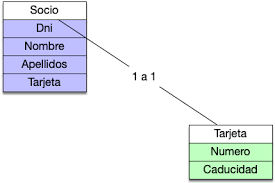 Socio
Dni
Nombre
Apellidos
Tarjeta
1 a 1
Tarjeta
Numero
Caducidad